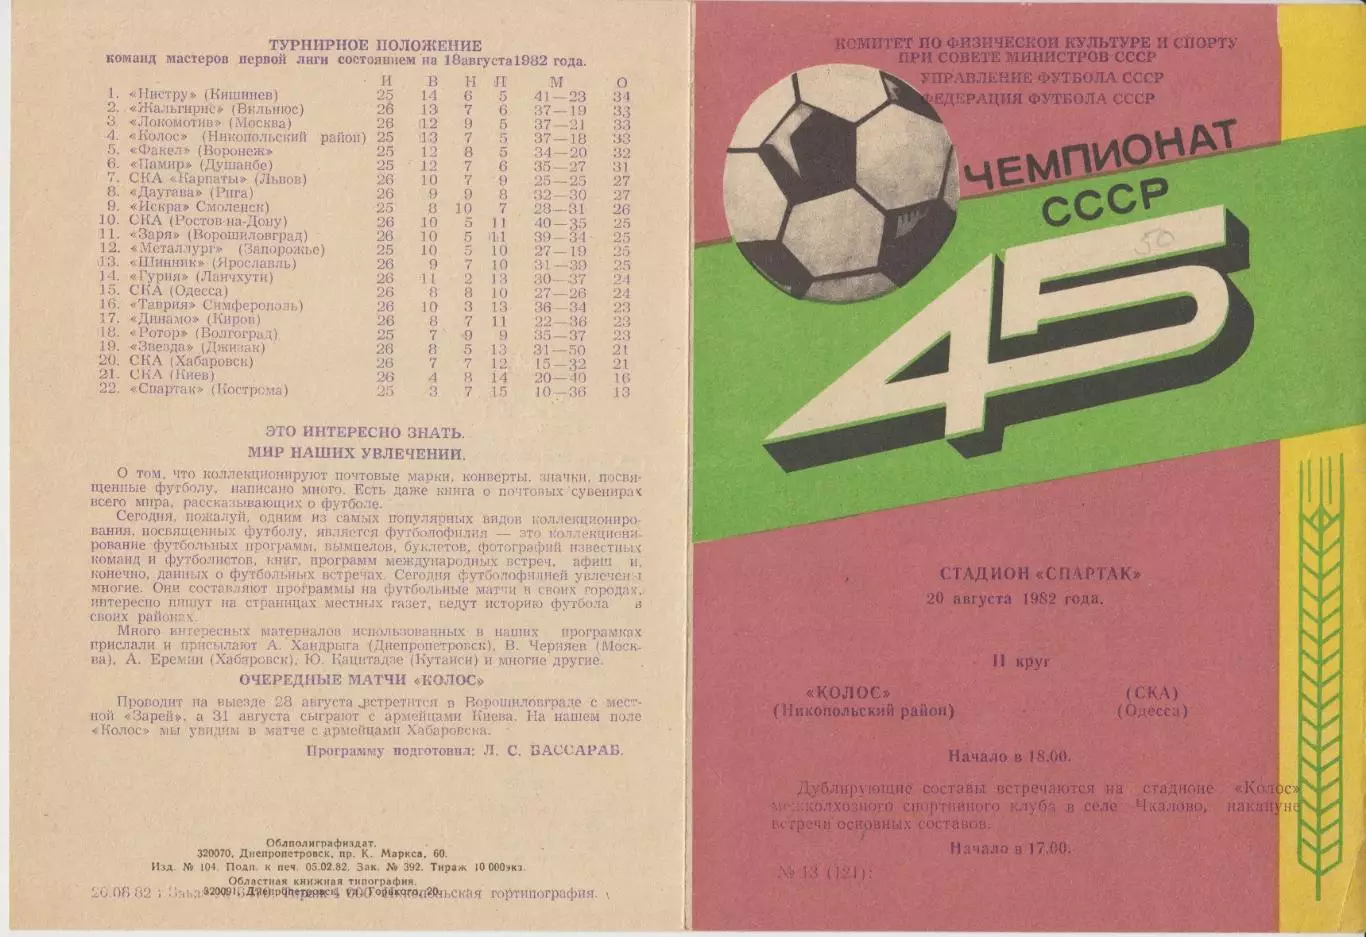 ТУРНИРНОЕ ПОЛОЖЕНИЕ
команд мастеров первой лиги состоянием на 18августа1982 года.
И В Н П М О
1. «Нистру» (Кишинев) 25 14 6 5 41—23 34
2. «Жальгирис» (Вильнюс) 26 13 7 6 37—19 33
3. «Локомотив» (Москва) 26 12 9 5 37—21 33
4. «Колос» (Никопольский район) 25 13 7 5 37—18 33
5. «Факел» (Воронеж» 25 12 8 5 34—20 32
6. «Памир» (Душанбе) 25 12 7 6 35—27 31
7. СКА «Карпаты» (Львов) 26 10 7 9 25—25 27
8. «Даугава» (Рига) 26 9 9 8 32—30 27
9. «Искра» Смоленск) 25 8 10 7 28—31 26
10. СКА (Ростов-на-Дону) 26 10 5 11 40—35 25
11. «Заря» (Ворошиловград) 26 10 5 11 39—34 25
12. «Металлург» (Запорожье) 25 10 5 10 27—19 25
13. «Шинник» (Ярославль) 26 9 7 10 31—39 25
14. «Гурия» (Ланчхути) 26 11 2 13 30—37 24
15. СКА (Одесса) 26 8 8 10 27—26 24
16. «Таврия» Симферополь) 26 10 3 13 36—34 23
17. «Динамо» (Киров) 26 8 7 11 22—36 23
18. «Ротор» (Волгоград) 25 7 9 9 35—37 23
19. «Звезда» (Джизак) 26 8 5 13 31—50 21
20. СКА (Хабаровск) 26 7 7 12 15—32 21
21. СКА (Киев) 26 4 8 14 20—40 16
22. «Спартак» (Кострома) 25 3 7 15 10—36 13
ЭТО ИНТЕРЕСНО ЗНАТЬ.
МИР НАШИХ УВЛЕЧЕНИЙ.
О том, что коллекционируют почтовые марки, конверты, значки, посвя-
щенные футболу, написано много. Есть даже книга о почтовых сувенирах
всего мира, рассказывающих о футболе.
Сегодня, пожалуй, одним из самых популярных видов коллекциониро-
вания, посвященных футболу, является футболофилия — это коллекциони-
рование футбольных программ, вымпелов, буклетов, фотографий известных
команд и футболистов, книг, программ международных встреч, афиш и,
конечно, данных о футбольных встречах. Сегодня футболофилией увлечены
многие. Они составляют программы на футбольные матчи в своих городах,
интересно пишут на страницах местных газет, ведут историю футбола в
своих районах.
Много интересных материалов использованных в наших программах
прислали и присылают А. Хандрыга (Днепропетровск), В. Черняев (Моск-
ва), А. Еремин (Хабаровск), Ю. Кацитадзе (Кутаиси) и многие другие.
ОЧЕРЕДНЫЕ МАТЧИ «КОЛОС»
Проводит на выезде 28 августа встретится в Ворошиловграде с мест-
ной «Зарей», а 31 августа сыграют с армейцами Киева. На нашем поле
«Колос» мы увидим в матче с армейцами Хабаровска.
Программу подготовил: Л. С. БАССАРАБ.
Облполиграфиздат.
320070, Днепропетровск, пр. К. Маркса, 60.
Изд. № 104. Подп. к печ. 05.02.82. Зак. № 392. Тираж 10 000экз.
Областная книжная типография.
320091, Днепропетровск, ул. Горького, 20.
26.08.82 Тираж 1 000. Никопольская гортипография.
КОМИТЕТ ПО ФИЗИЧЕСКОЙ КУЛЬТУРЕ И СПОРТУ
ПРИ СОВЕТЕ МИНИСТРОВ СССР
УПРАВЛЕНИЕ ФУТБОЛА СССР
ФЕДЕРАЦИЯ ФУТБОЛА СССР
ЧЕМПИОНАТ
СССР
50
45
СТАДИОН «СПАРТАК»
20 августа 1982 года.
II круг
«КОЛОС» (СКА)
(Никопольский район) (Одесса)
Начало в 18.00.
Дублирующие составы встречаются на стадионе «Колос»
межколхозного спортивного клуба в селе Чкалово, накануне
встречи основных составов.
Начало в 17.00.
№ 13 (121):